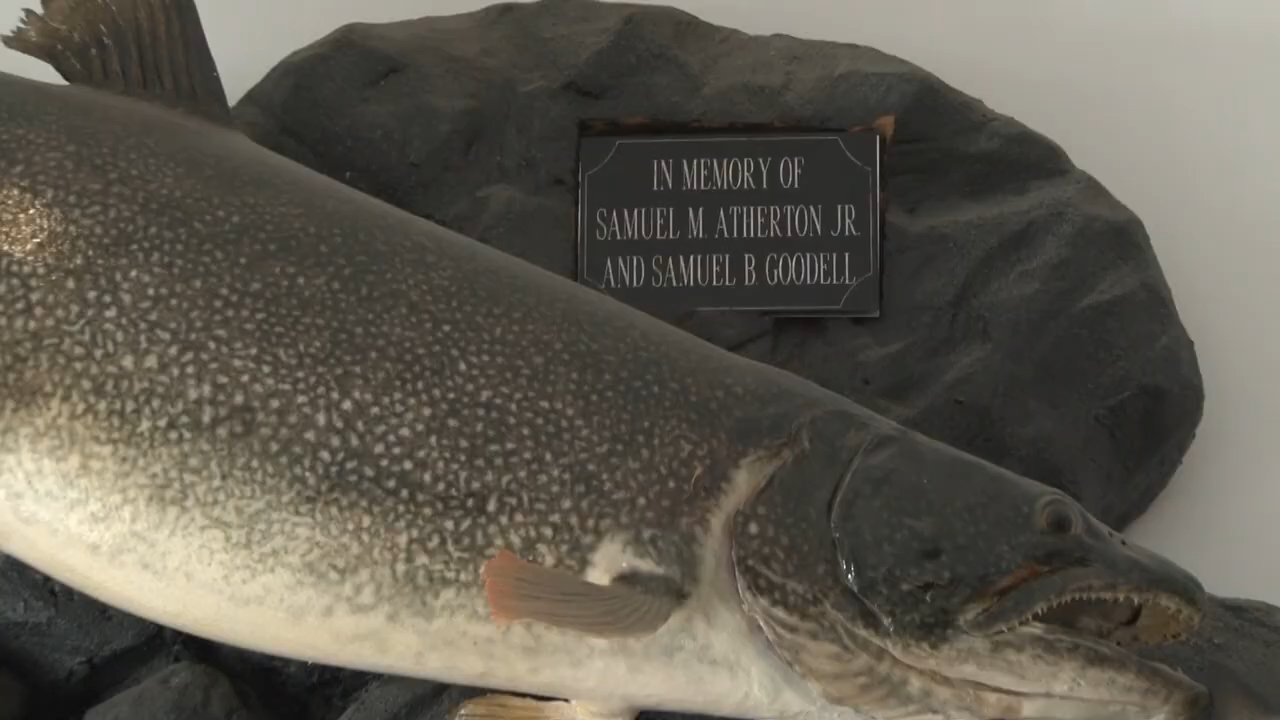 IN MEMORY OF
SAMUEL M. ATHERTON JR.
AND SAMUEL B. GOODELL